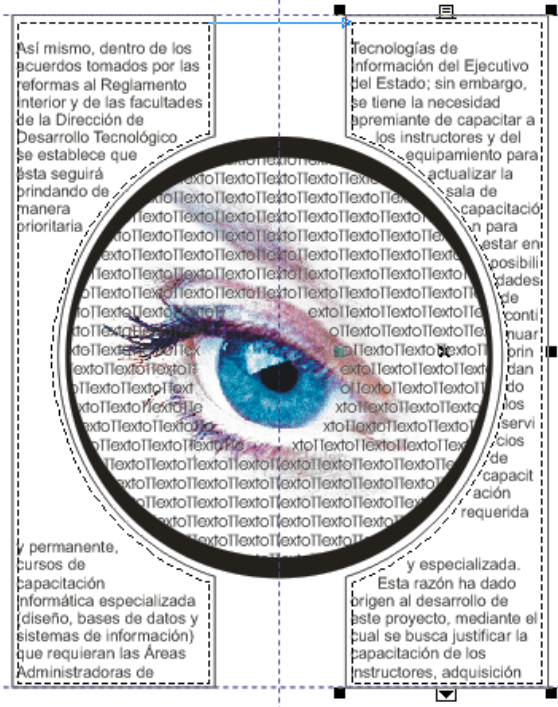 Así mismo, dentro de los
acuerdos tomados por las
reformas al Reglamento
Interior y de las facultades
de la Dirección de
Desarrollo Tecnológico
se establece que
ésta seguirá
brindando de
manera
prioritaria
y permanente,
cursos de
capacitación
informática especializada
(diseño, bases de datos y
sistemas de información)
que requieran las Áreas
Administradoras de
Tecnologías de
Información del Ejecutivo
del Estado; sin embargo,
se tiene la necesidad
apremiante de capacitar a
los instructores y del
equipamiento para
actualizar la
sala de
capacitació
n para
estar en
posibili
dades
de
conti
nuar
brin
dan
do
los
servi
cios
de
capacit
ación
requerida
y especializada.
Esta razón ha dado
origen al desarrollo de
este proyecto, mediante el
cual se busca justificar la
capacitación de los
instructores, adquisición